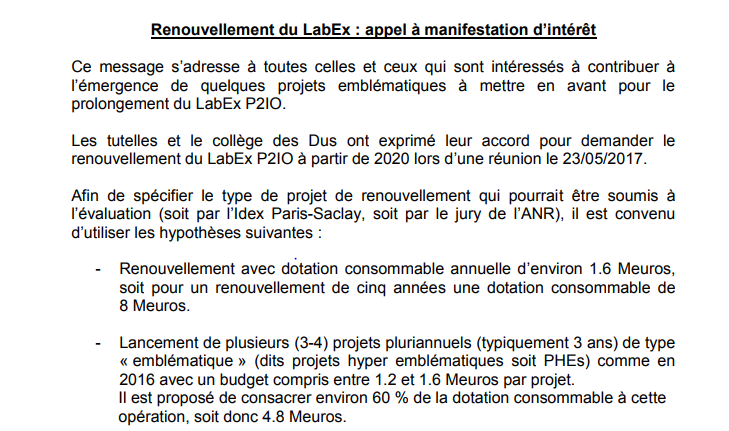 Renouvellement du LabEx : appel à manifestation d’intérêt
Ce message s’adresse à toutes celles et ceux qui sont intéressés à contribuer à
l’émergence de quelques projets emblématiques à mettre en avant pour le
prolongement du LabEx P2IO.
Les tutelles et le collège des Dus ont exprimé leur accord pour demander le
renouvellement du LabEx P2IO à partir de 2020 lors d’une réunion le 23/05/2017.
Afin de spécifier le type de projet de renouvellement qui pourrait être soumis à
l’évaluation (soit par l’Idex Paris-Saclay, soit par le jury de l’ANR), il est convenu
d’utiliser les hypothèses suivantes :
- Renouvellement avec dotation consommable annuelle d’environ 1.6 Meuros,
soit pour un renouvellement de cinq années une dotation consommable de
8 Meuros.
- Lancement de plusieurs (3-4) projets pluriannuels (typiquement 3 ans) de type
« emblématique » (dits projets hyper emblématiques soit PHEs) comme en
2016 avec un budget compris entre 1.2 et 1.6 Meuros par projet.
Il est proposé de consacrer environ 60 % de la dotation consommable à cette
opération, soit donc 4.8 Meuros.